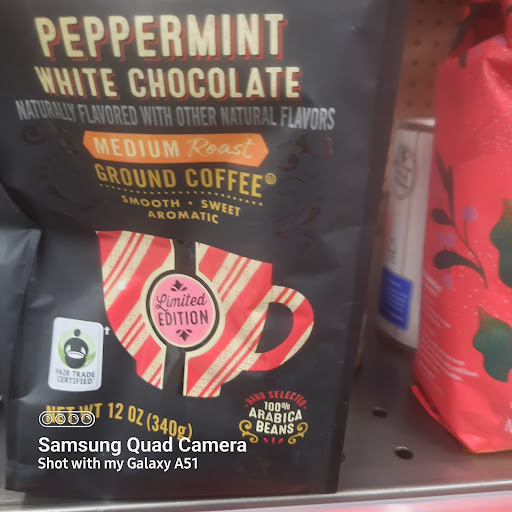 PEPPERMINT
WHITE CHOCOLATE
NATURALLY FLAVORED WITH OTHER NATURAL FLAVORS
MEDIUM Roast
GROUND COFFEE®
SMOOTH • SWEET
AROMATIC
Limited
EDITION
FAIR TRADE
CERTIFIED
NET WT 12 OZ (340g)
HAND SELECTED
100%
ARABICA
BEANS
Samsung Quad Camera
Shot with my Galaxy A51